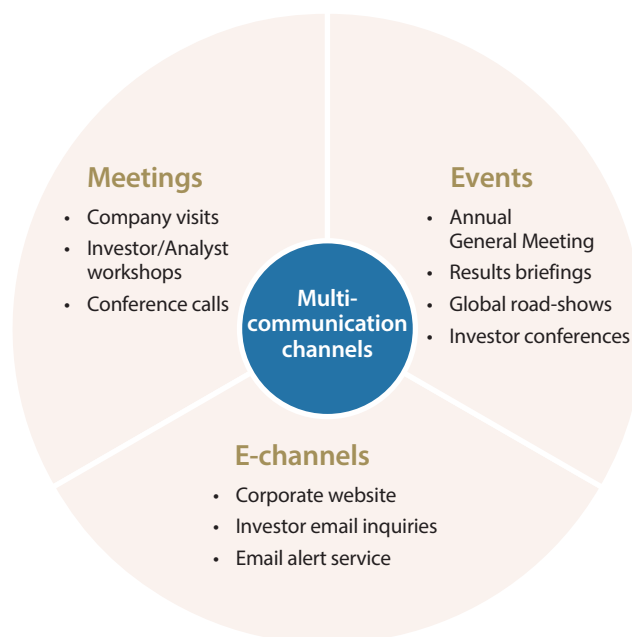 Meetings
• Company visits
• Investor/Analyst
workshops
• Conference calls
Events
• Annual
General Meeting
• Results briefings
• Global road-shows
• Investor conferences
Multi-
communication
channels
E-channels
• Corporate website
• Investor email inquiries
• Email alert service